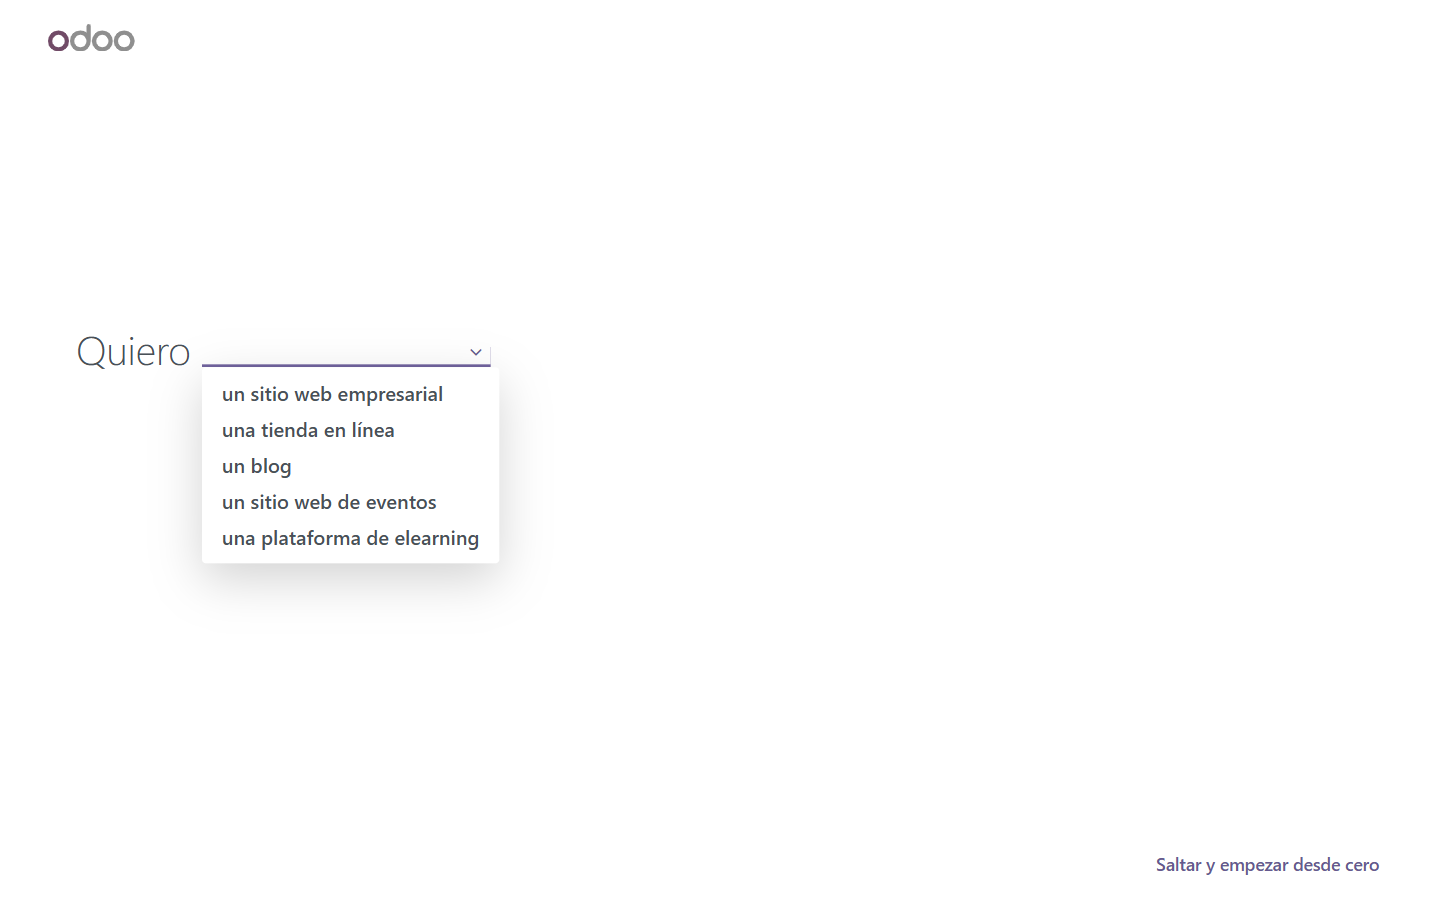 odoo
Quiero
un sitio web empresarial
una tienda en línea
un blog
un sitio web de eventos
una plataforma de elearning
Saltar y empezar desde cero